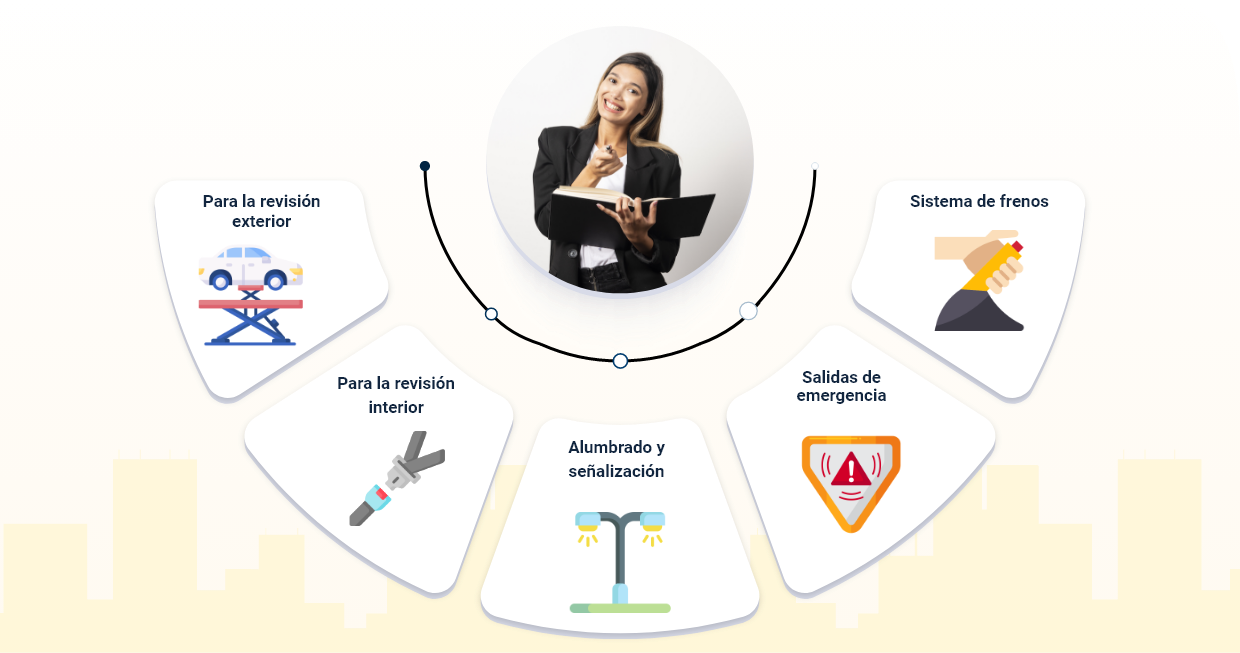 Para la revisión
exterior
Para la revisión
interior
Alumbrado y
señalización
Salidas de
emergencia
Sistema de frenos